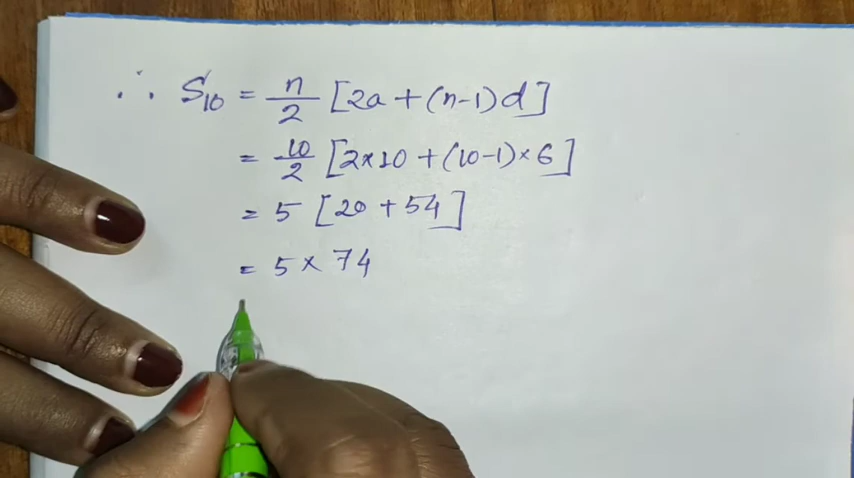 ∴ S₁₀ = n/2 [2a + (n-1)d]
= 10/2 [2×10 + (10-1)×6]
= 5 [20 + 54]
= 5 × 74